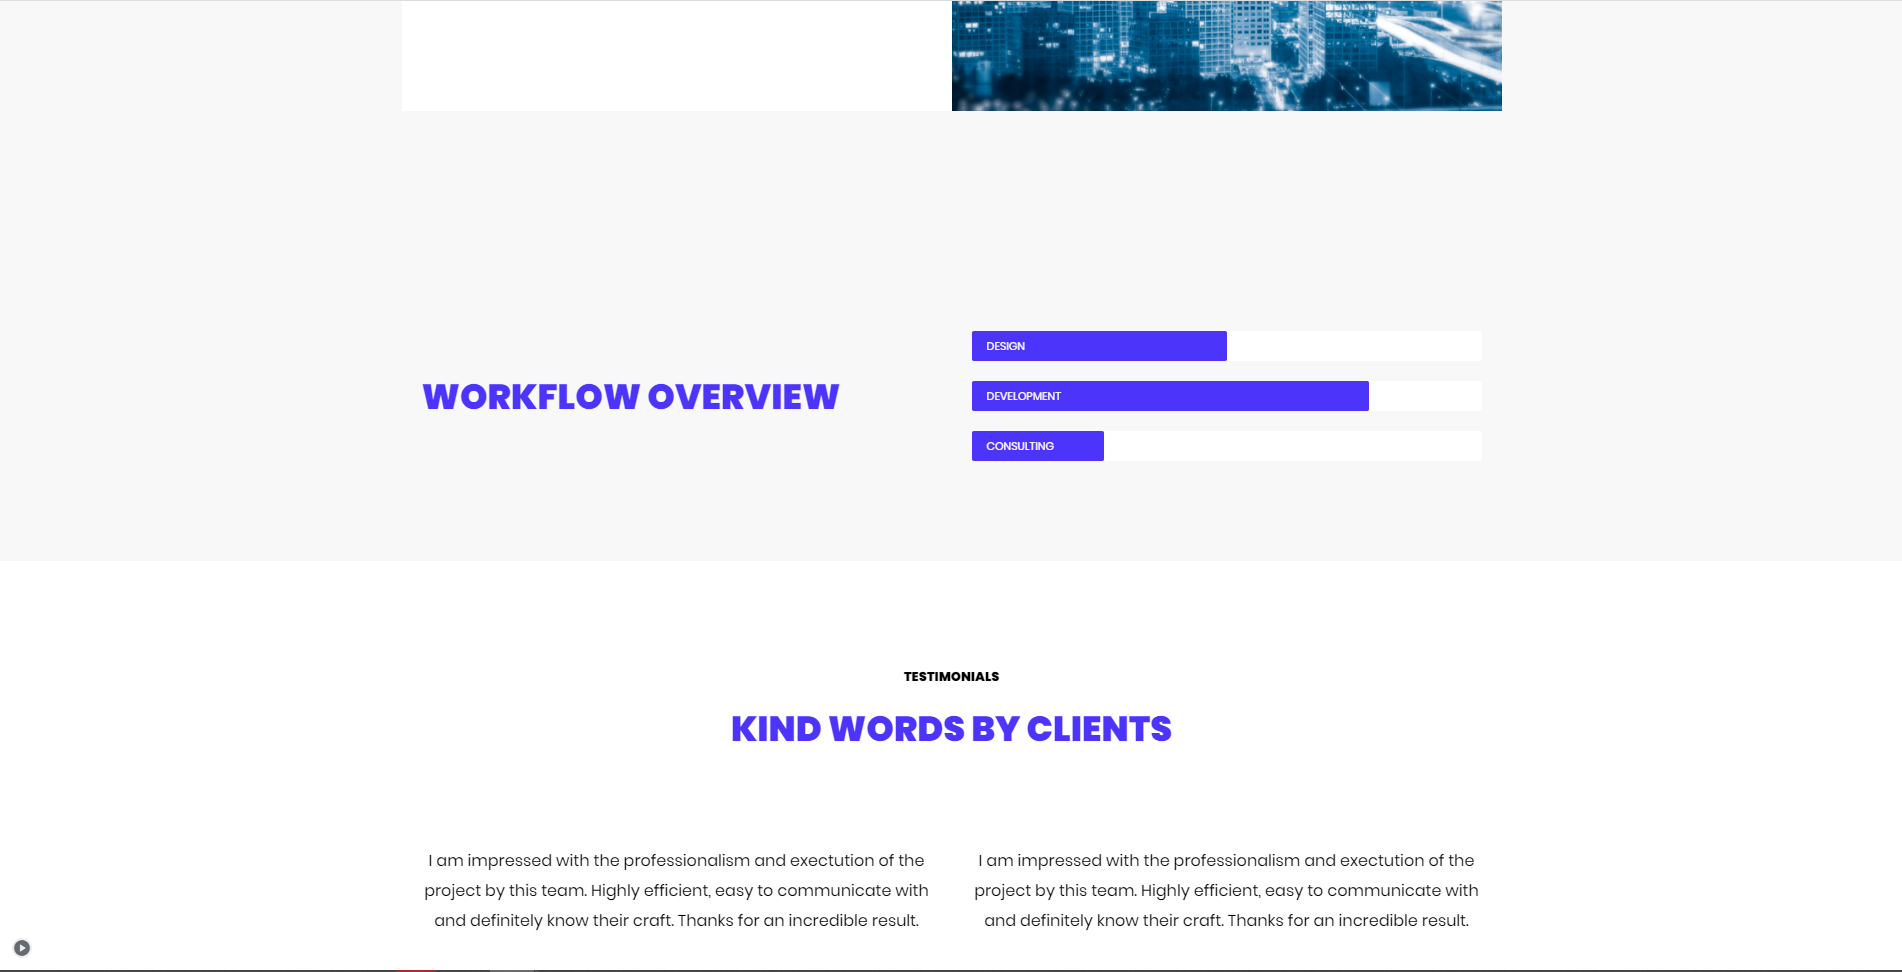 WORKFLOW OVERVIEW
DESIGN
DEVELOPMENT
CONSULTING
TESTIMONIALS
KIND WORDS BY CLIENTS
I am impressed with the professionalism and exectution of the
project by this team. Highly efficient, easy to communicate with
and definitely know their craft. Thanks for an incredible result.
I am impressed with the professionalism and exectution of the
project by this team. Highly efficient, easy to communicate with
and definitely know their craft. Thanks for an incredible result.